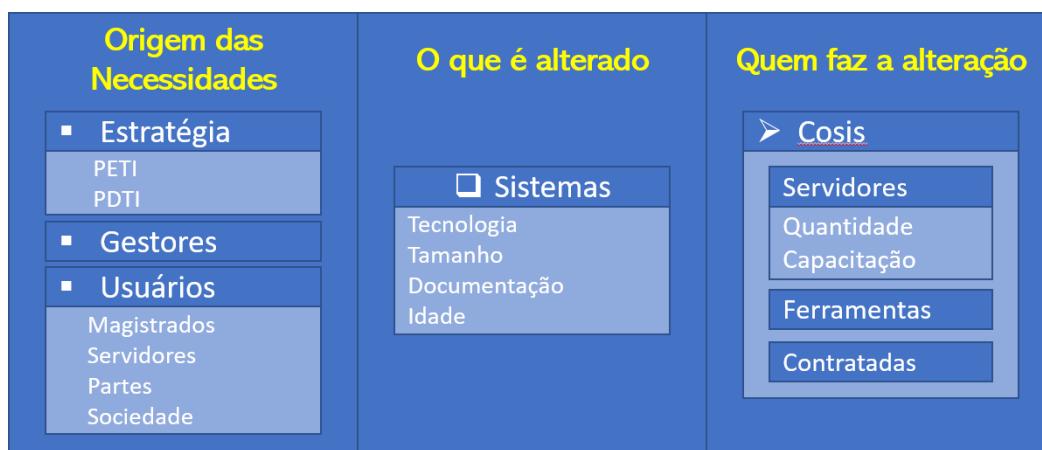 Origem das
Necessidades
Estratégia
PETI
PDTI
Gestores
Usuários
Magistrados
Servidores
Partes
Sociedade
O que é alterado
Sistemas
Tecnologia
Tamanho
Documentação
Idade
Quem faz a alteração
Cosis
Servidores
Quantidade
Capacitação
Ferramentas
Contratadas